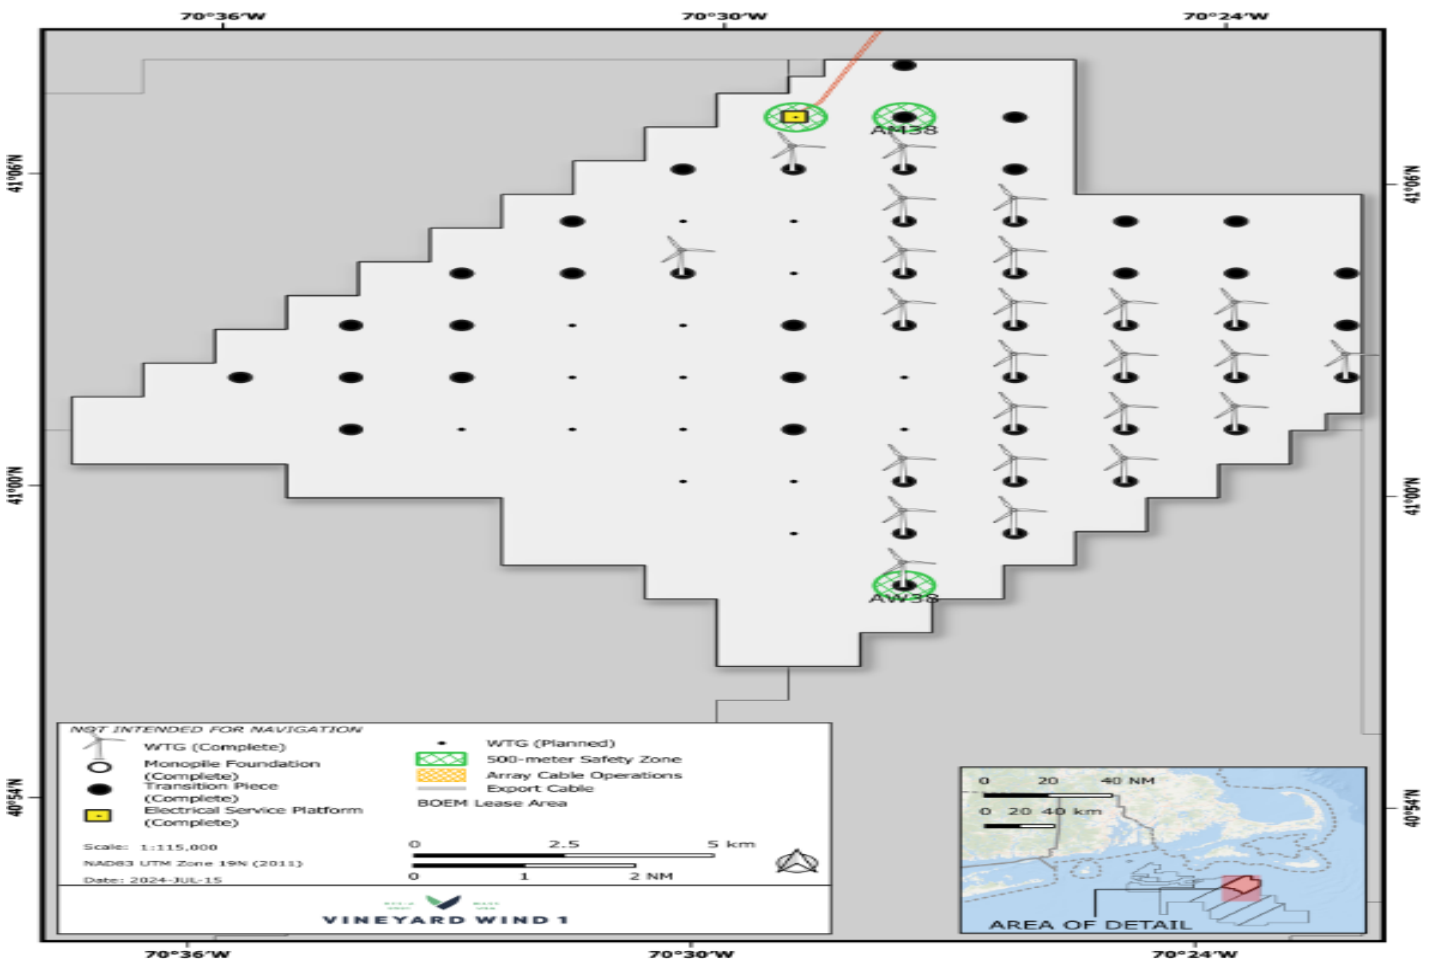 70°36'W 70°30'W 70°24'W
AM38
41°06'N 41°06'N
41°00'N 41°00'N
AW38
40°54'N 40°54'N
NOT INTENDED FOR NAVIGATION
WTG (Complete)
Monopile Foundation
(Complete)
Transition Piece
(Complete)
Electrical Service Platform
(Complete)
WTG (Planned)
500-meter Safety Zone
Array Cable Operations
Export Cable
BOEM Lease Area
Scale: 1:115,000
NAD83 UTM Zone 19N (2011)
Date: 2024-JUL-15
0 2.5 5 km
0 1 2 NM
VINEYARD WIND 1
0 20 40 NM
0 20 40 km
AREA OF DETAIL
70°36'W 70°30'W 70°24'W